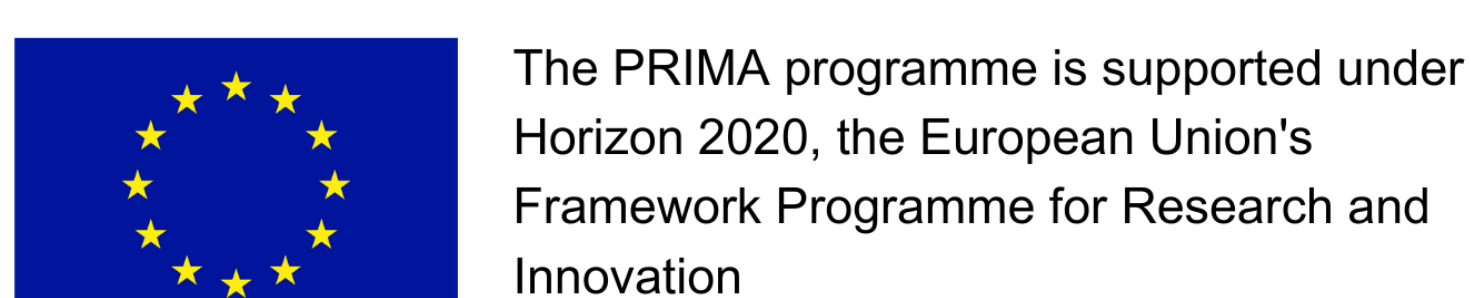 The PRIMA programme is supported under
Horizon 2020, the European Union's
Framework Programme for Research and
Innovation